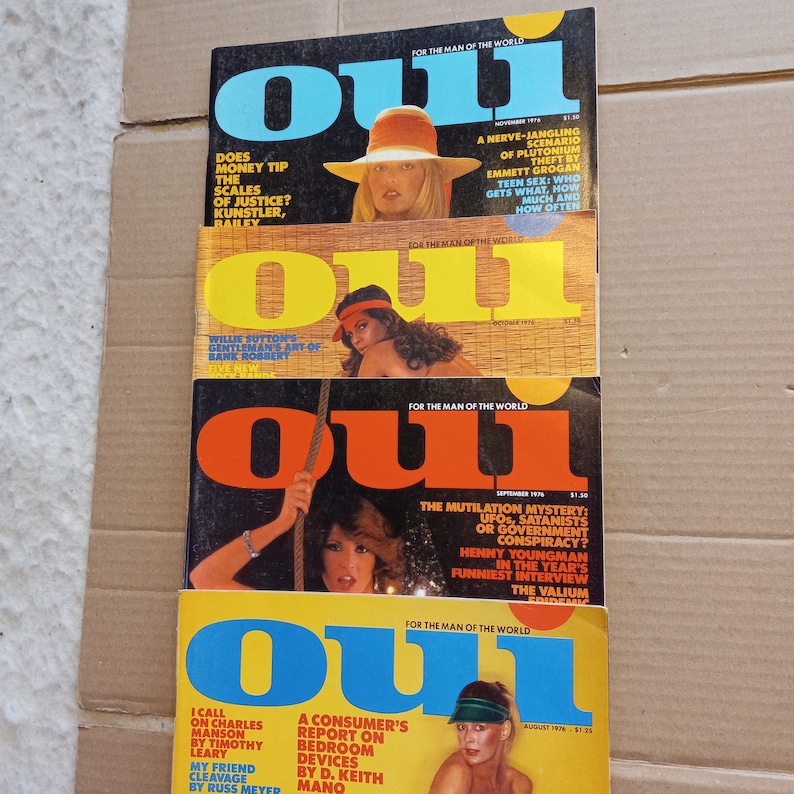 FOR THE MAN OF THE WORLD
oui
NOVEMBER 1976 $1.50
DOES
MONEY TIP
THE
SCALES
OF JUSTICE?
KUNSTLER,
BAILEY
A NERVE-JANGLING
SCENARIO
OF PLUTONIUM
THEFT BY
EMMETT GROGAN
TEEN SEX: WHO
GETS WHAT, HOW
MUCH AND
HOW OFTEN
FOR THE MAN OF THE WORLD
oui
OCTOBER 1976 $1.50
WILLIE SUTTON'S
GENTLEMAN'S ART OF
BANK ROBBERY
FIVE NEW
ROCK BANDS
FOR THE MAN OF THE WORLD
oui
SEPTEMBER 1976 $1.50
THE MUTILATION MYSTERY:
UFOs, SATANISTS
OR GOVERNMENT
CONSPIRACY?
HENNY YOUNGMAN
IN THE YEAR'S
FUNNIEST INTERVIEW
THE VALIUM
EPIDEMIC
FOR THE MAN OF THE WORLD
oui
AUGUST 1976 - $1.25
I CALL
ON CHARLES
MANSON
BY TIMOTHY
LEARY
MY FRIEND
CLEAVAGE
BY RUSS MEYER
A CONSUMER'S
REPORT ON
BEDROOM
DEVICES
BY D. KEITH
MANO